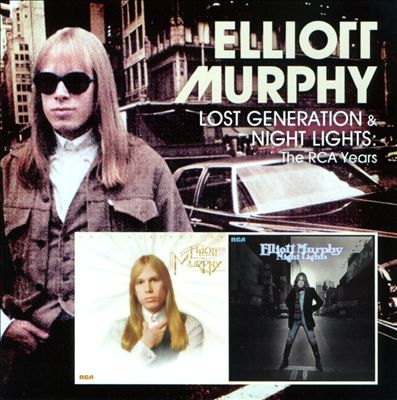 ELLIOTT
MURPHY
LOST GENERATION &
NIGHT LIGHTS:
The RCA Years
Elliott
Murphy
RCA
RCA
Elliott Murphy
Night Lights